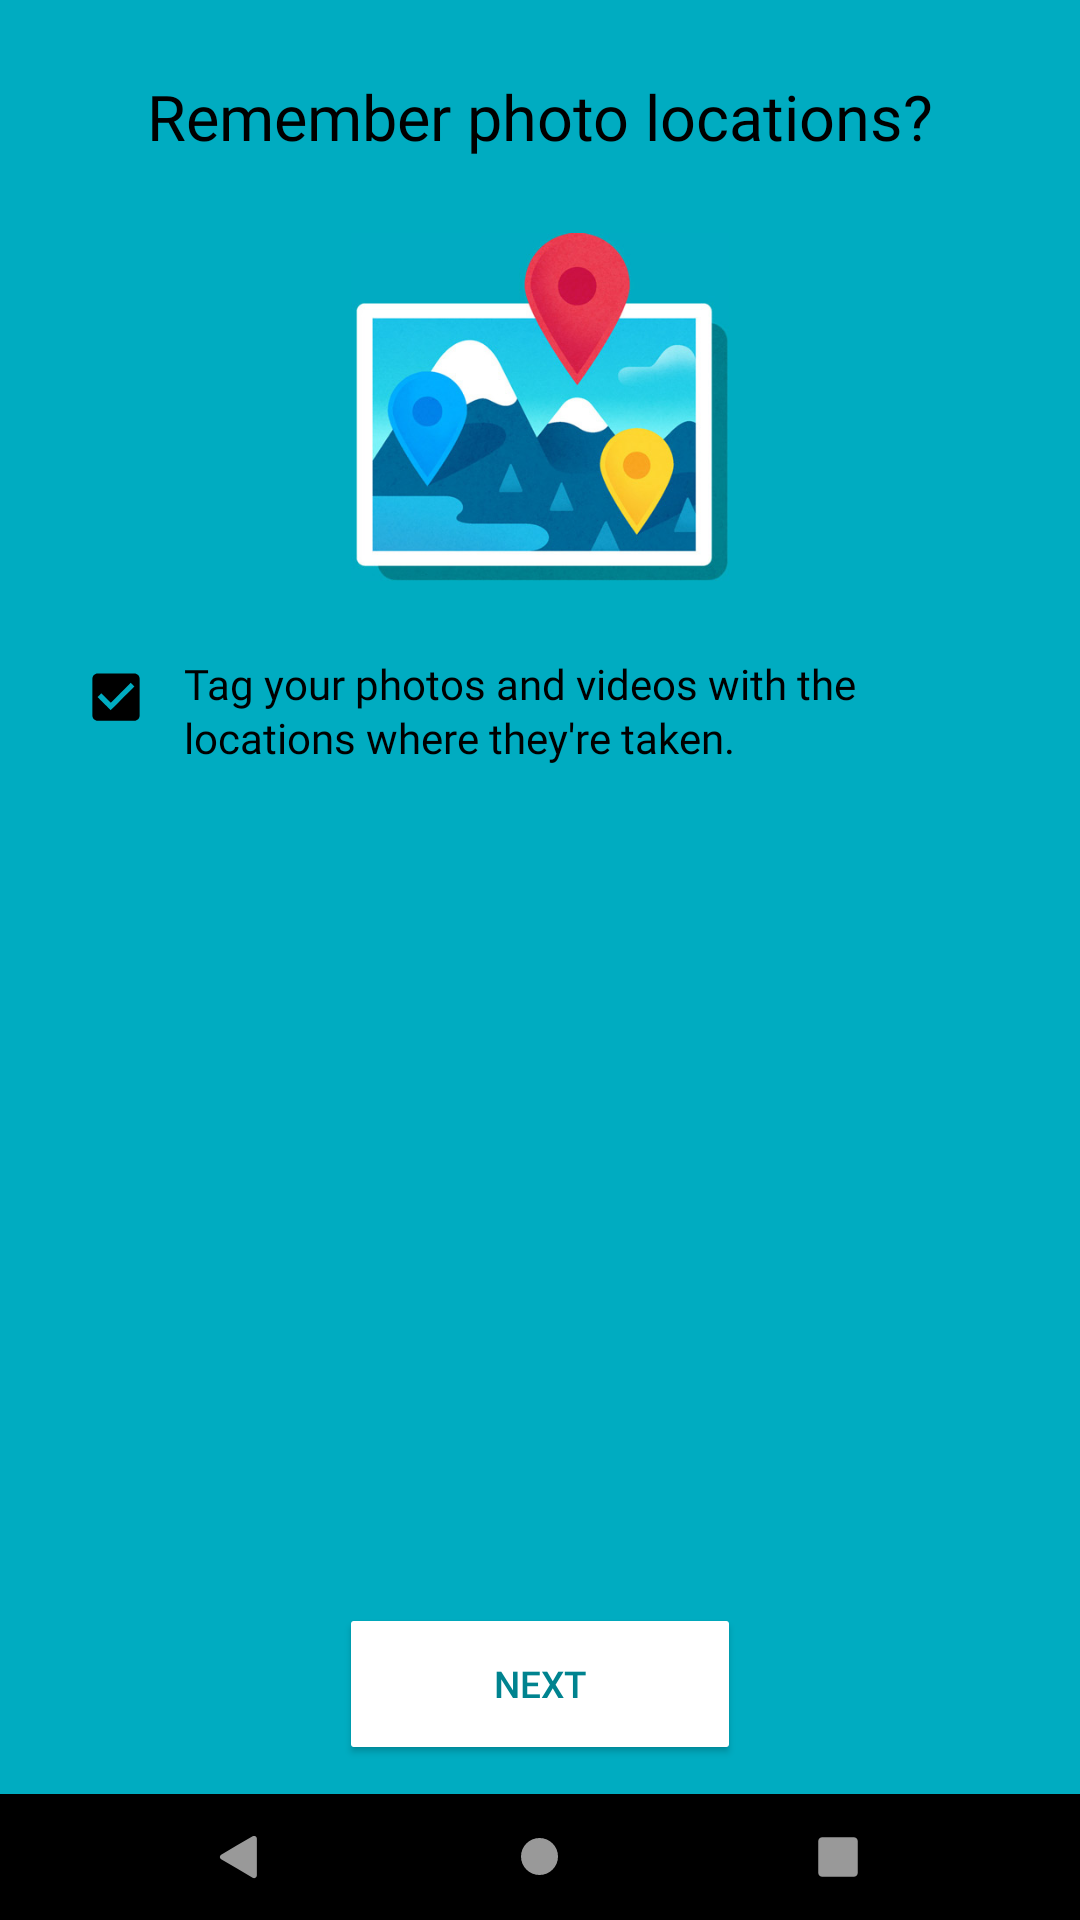 Remember photo locations?
Tag your photos and videos with the
locations where they're taken.
NEXT